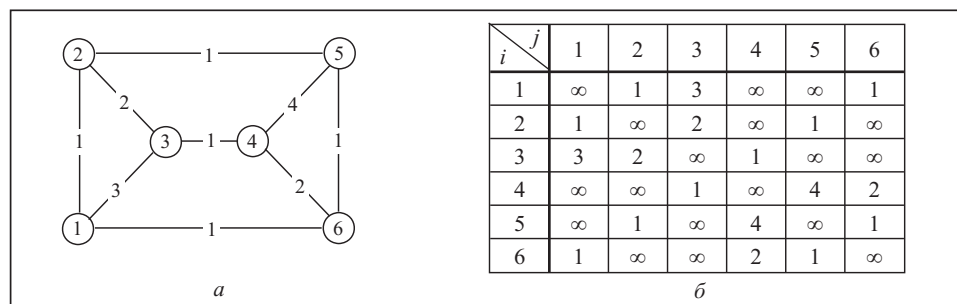 2 1 5
2 4
1 3 1 4 1
3 2
1 1 6
а
i j 1 2 3 4 5 6
1 ∞ 1 3 ∞ ∞ 1
2 1 ∞ 2 ∞ 1 ∞
3 3 2 ∞ 1 ∞ ∞
4 ∞ ∞ 1 ∞ 4 2
5 ∞ 1 ∞ 4 ∞ 1
6 1 ∞ ∞ 2 1 ∞
б